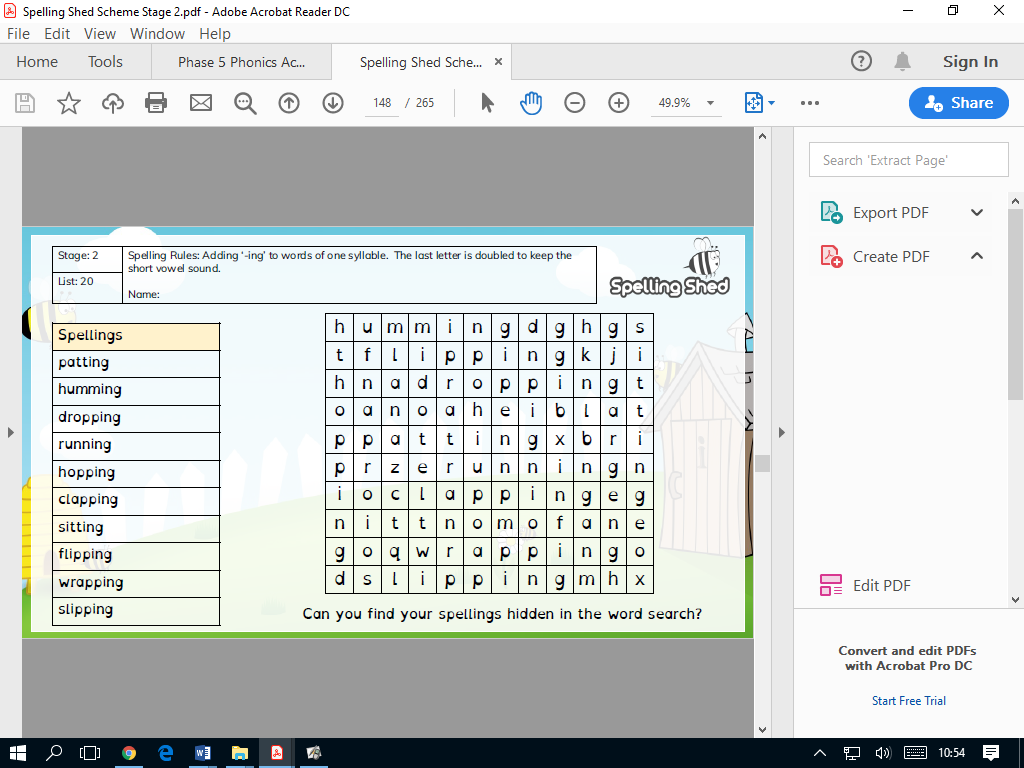 Spelling Shed Scheme Stage 2.pdf - Adobe Acrobat Reader DC
File Edit View Window Help
Home Tools Phase 5 Phonics Ac... Spelling Shed Sche... × Sign In
148 / 265 49.9% Share
Search 'Extract Page'
Export PDF
Create PDF
Edit PDF
Convert and edit PDFs
with Acrobat Pro DC
Start Free Trial
Stage: 2
List: 20
Spelling Rules: Adding '-ing' to words of one syllable. The last letter is doubled to keep the
short vowel sound.
Name:
Spelling Shed
Spellings
patting
humming
dropping
running
hopping
clapping
sitting
flipping
wrapping
slipping
h u m m i n g d g h g s
t f l i p p i n g k j i
h n a d r o p p i n g t
o a n o a h e i b l a t
p p a t t i n g x b r i
p r z e r u n n i n g n
i o c l a p p i n g e g
n i t t n o m o f a n e
g o q w r a p p i n g o
d s l i p p i n g m h x
Can you find your spellings hidden in the word search?
10:54